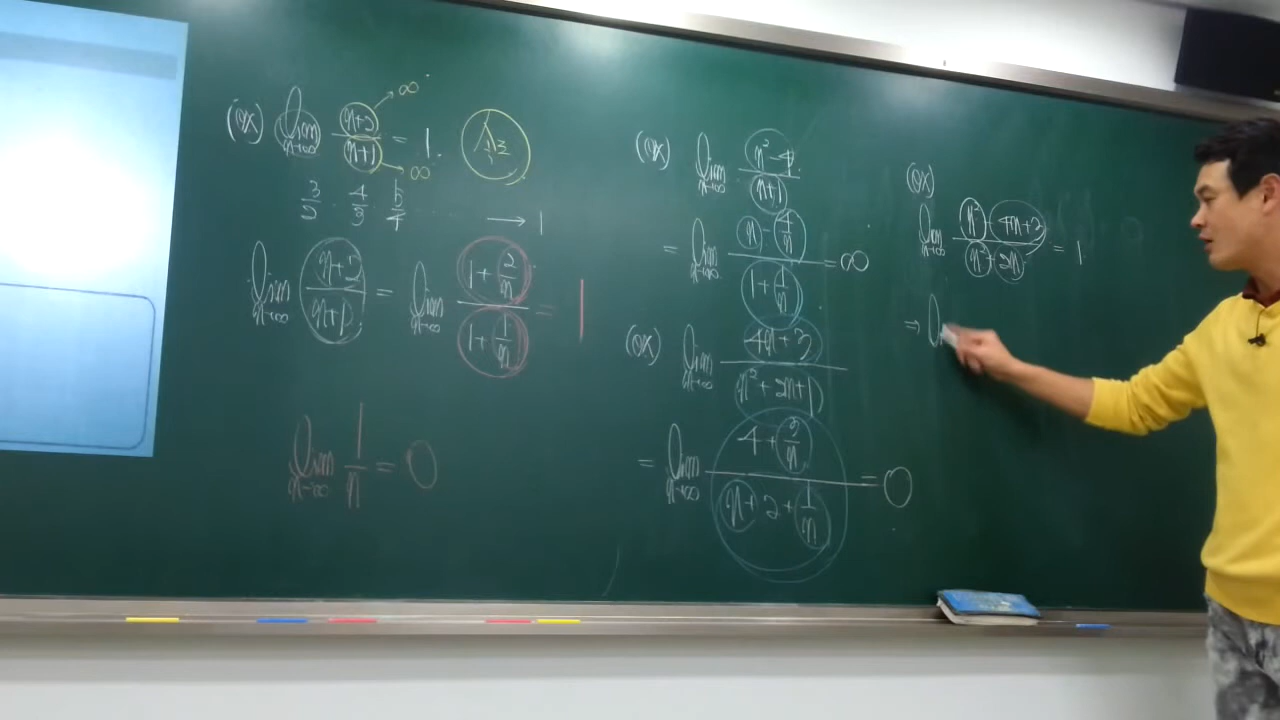 (ex) lim n→∞ (n+2)/(n+1) = 1.
→ ∞
→ ∞
3/2 · 4/3 · 5/4 ······ → 1
lim n→∞ (n+2)/(n+1) = lim n→∞ (1 + 2/n)/(1 + 1/n) = 1
lim n→∞ 1/n = 0
(ex) lim n→∞ (n² - 4)/(n+1)
= lim n→∞ (n - 4/n)/(1 + 1/n) = ∞
(ex) lim n→∞ (4n+3)/(n² + 2n + 1)
= lim n→∞ (4 + 3/n)/(n + 2 + 1/n) = 0
(ex)
lim n→∞ (n² - 4n + 3)/(n² + 2n) = 1
⇒ l